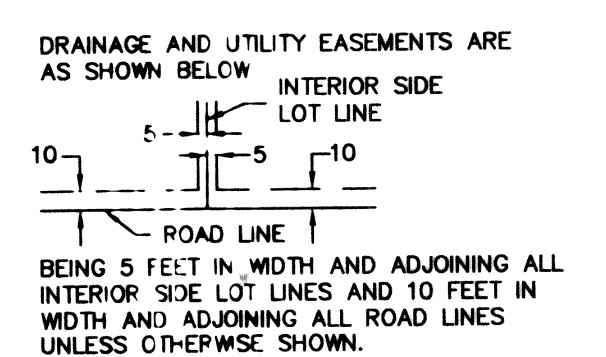 DRAINAGE AND UTILITY EASEMENTS ARE
AS SHOWN BELOW
INTERIOR SIDE
LOT LINE
5
10
5
10
ROAD LINE
BEING 5 FEET IN WIDTH AND ADJOINING ALL
INTERIOR SIDE LOT LINES AND 10 FEET IN
WIDTH AND ADJOINING ALL ROAD LINES
UNLESS OTHERWISE SHOWN.